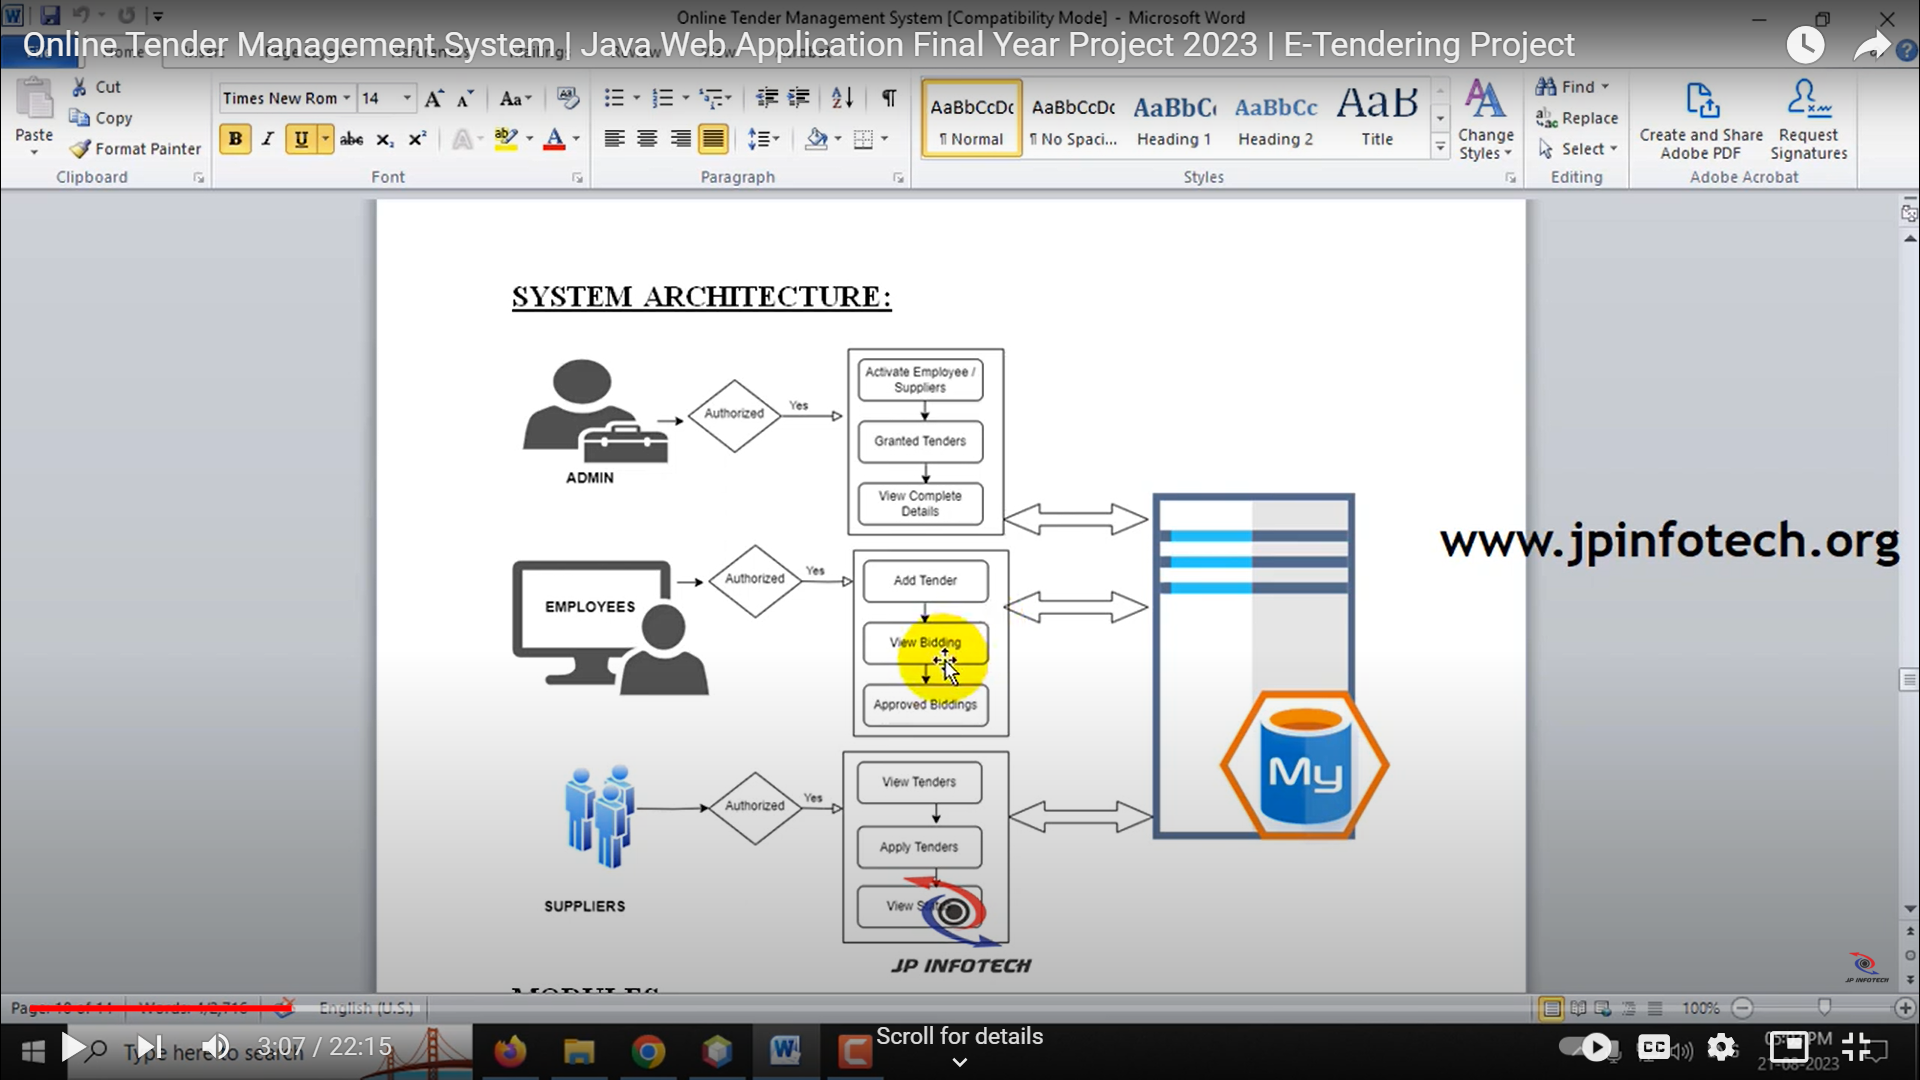 Online Tender Management System [Compatibility Mode] - Microsoft Word
Online Tender Management System | Java Web Application Final Year Project 2023 | E-Tendering Project
Cut
Copy
Format Painter
Paste
Clipboard
Times New Rom
14
Font
Paragraph
AaBbCcDc
¶ Normal
AaBbCcDc
¶ No Spaci...
AaBbC
Heading 1
AaBbCc
Heading 2
AaB
Title
Change
Styles
Styles
Find
Replace
Select
Editing
Create and Share
Adobe PDF
Request
Signatures
Adobe Acrobat
SYSTEM ARCHITECTURE:
ADMIN
Authorized
Yes
Activate Employee /
Suppliers
Granted Tenders
View Complete
Details
EMPLOYEES
Authorized
Yes
Add Tender
View Bidding
Approved Biddings
SUPPLIERS
Authorized
Yes
View Tenders
Apply Tenders
View
My
www.jpinfotech.org
JP INFOTECH
JP INFOTECH
MODULES
English (U.S.)
100%
Type here to search
3:07 / 22:15
Scroll for details
CC
PM
21-08-2023